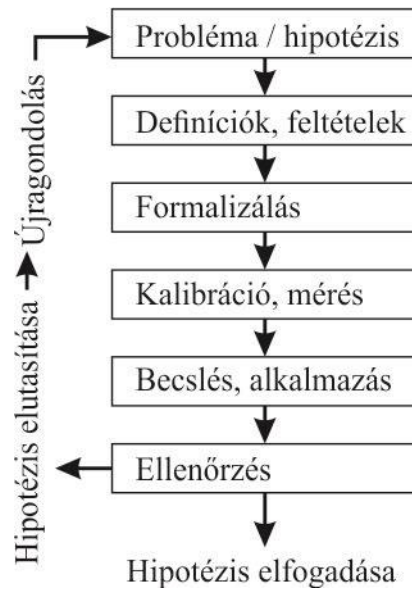 Probléma / hipotézis
Definíciók, feltételek
Formalizálás
Kalibráció, mérés
Becslés, alkalmazás
Ellenőrzés
Hipotézis elfogadása
Hipotézis elutasítása
Újragondolás